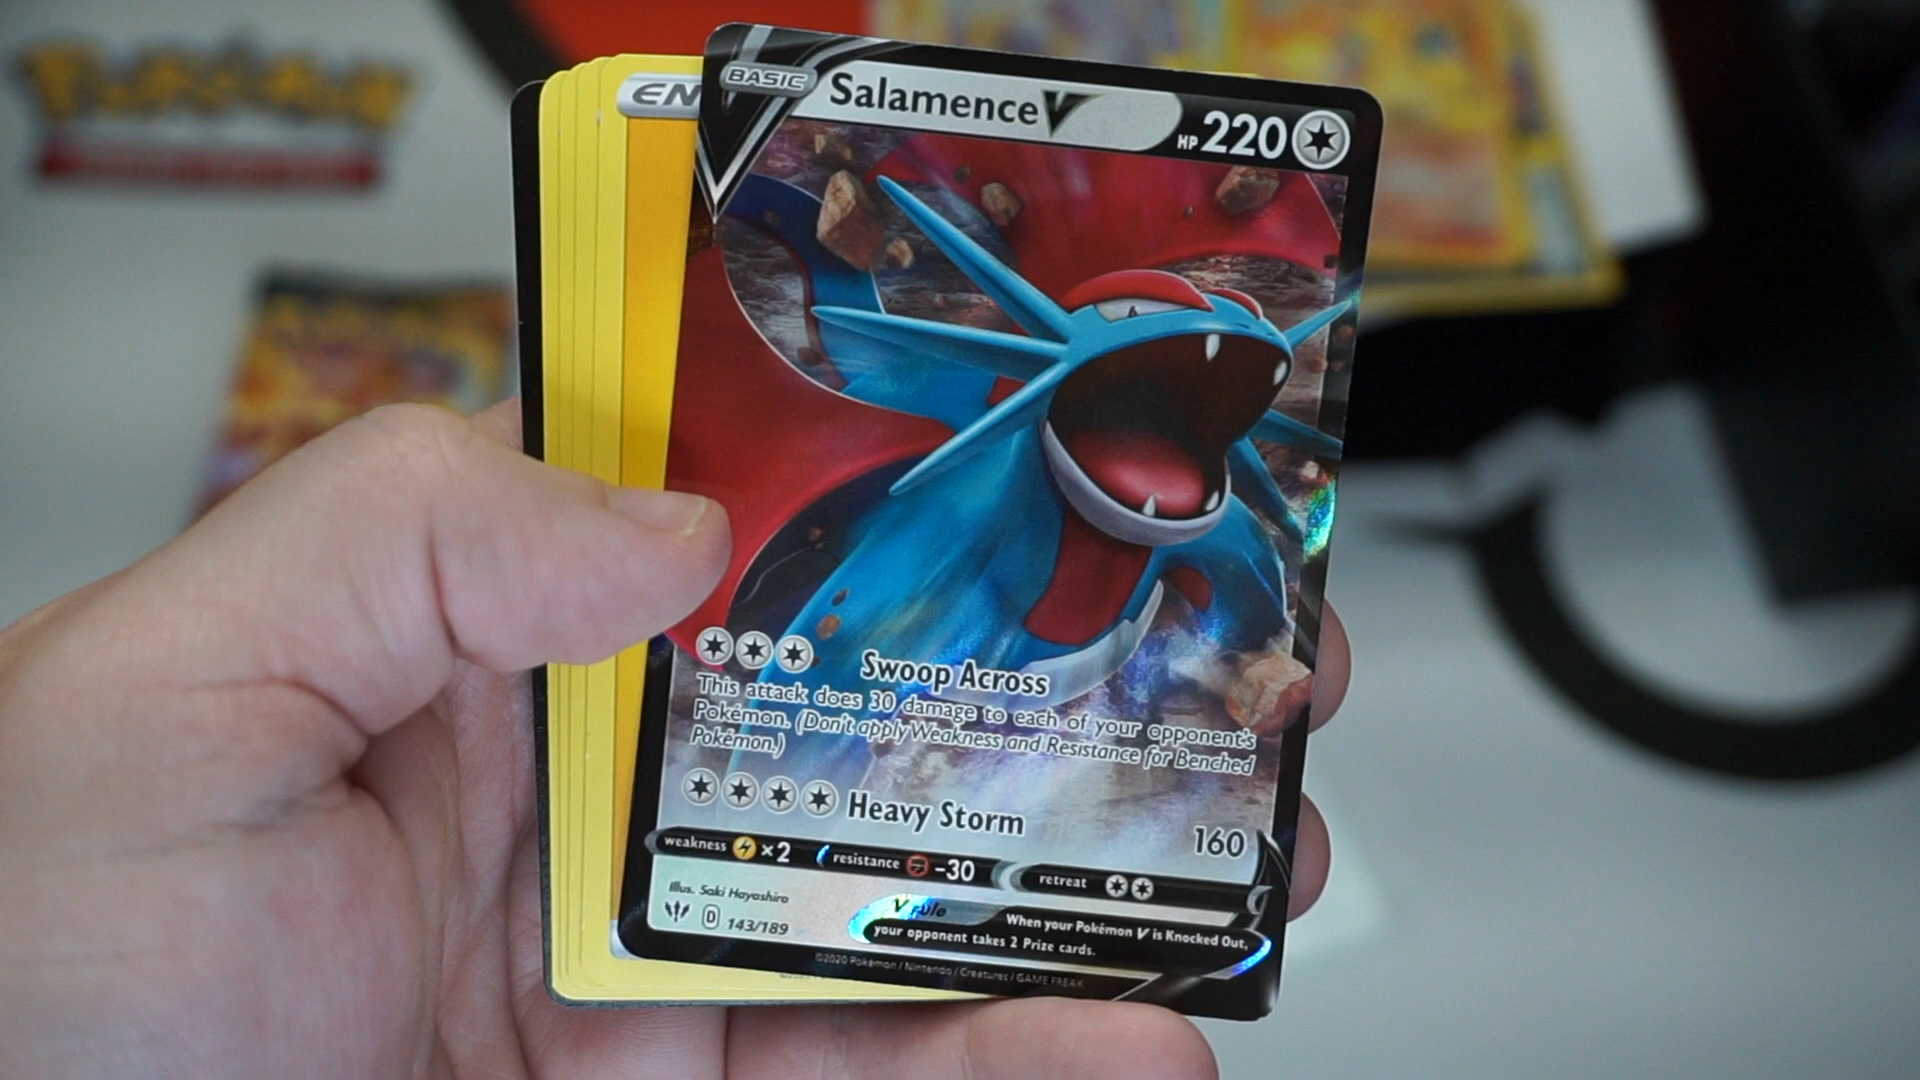 EN
BASIC
Salamence V
HP 220
Swoop Across
This attack does 30 damage to each of your opponent's
Pokémon. (Don't apply Weakness and Resistance for Benched
Pokémon.)
Heavy Storm 160
weakness ×2 resistance -30 retreat
Illus. Saki Hayashiro
D 143/189
V rule
When your Pokémon V is Knocked Out,
your opponent takes 2 Prize cards.
©2020 Pokémon / Nintendo / Creatures / GAME FREAK
Pokémon